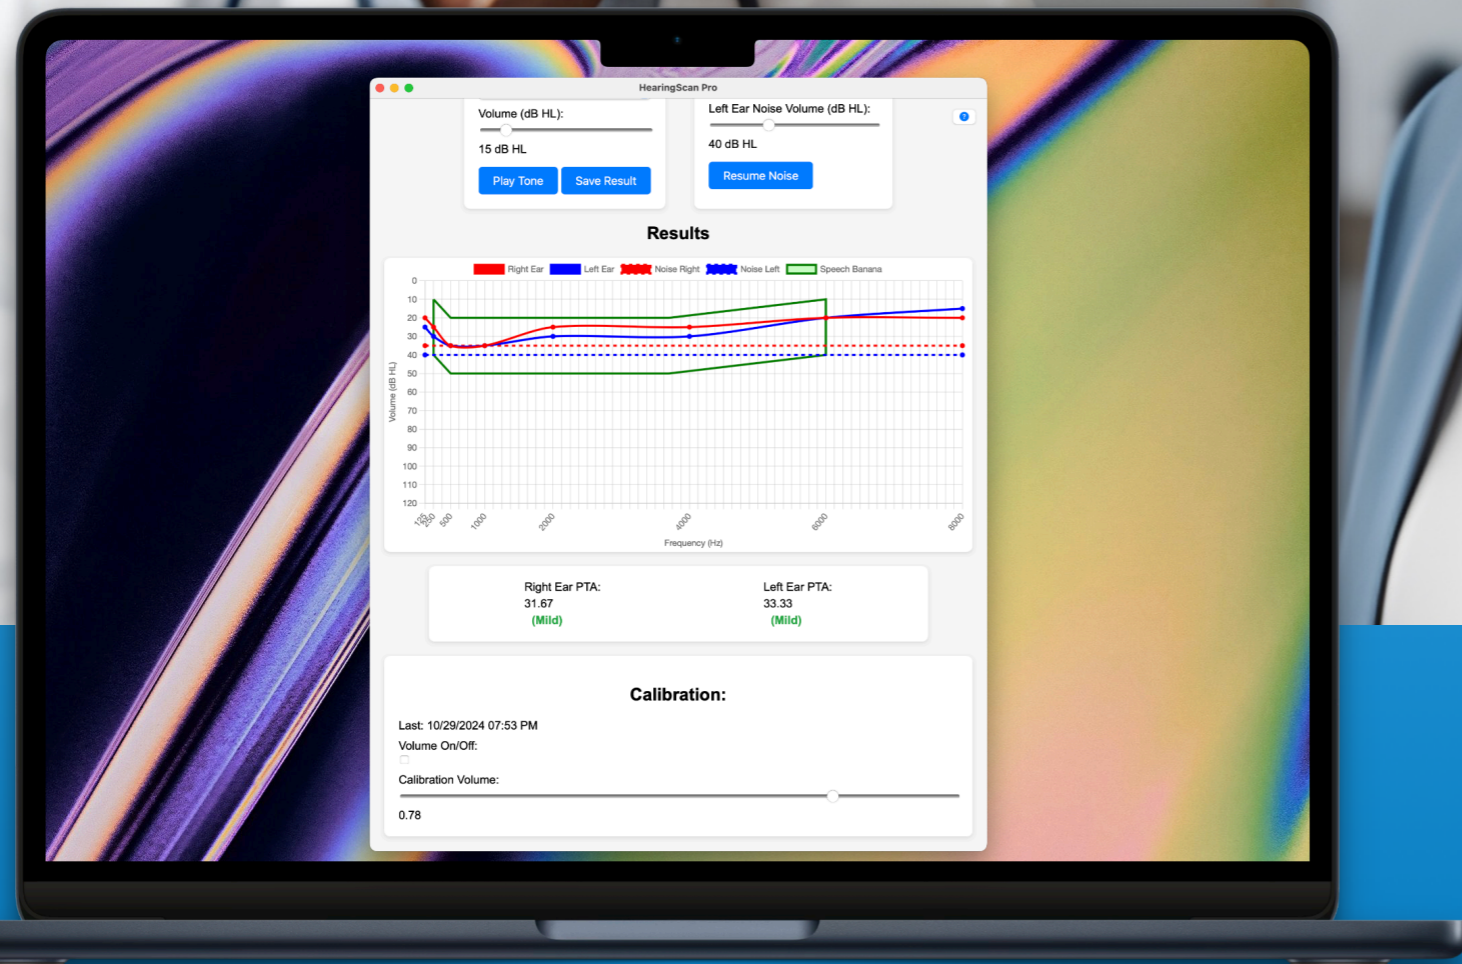 HearingScan Pro
Volume (dB HL):
15 dB HL
Play Tone Save Result
Left Ear Noise Volume (dB HL):
40 dB HL
Resume Noise
?
Results
Right Ear Left Ear Noise Right Noise Left Speech Banana
0
10
20
30
40
50
60
70
80
90
100
110
120
Volume (dB HL)
125 250 500 1000 2000 4000 6000 8000
Frequency (Hz)
Right Ear PTA:
31.67
(Mild)
Left Ear PTA:
33.33
(Mild)
Calibration:
Last: 10/29/2024 07:53 PM
Volume On/Off:
Calibration Volume:
0.78